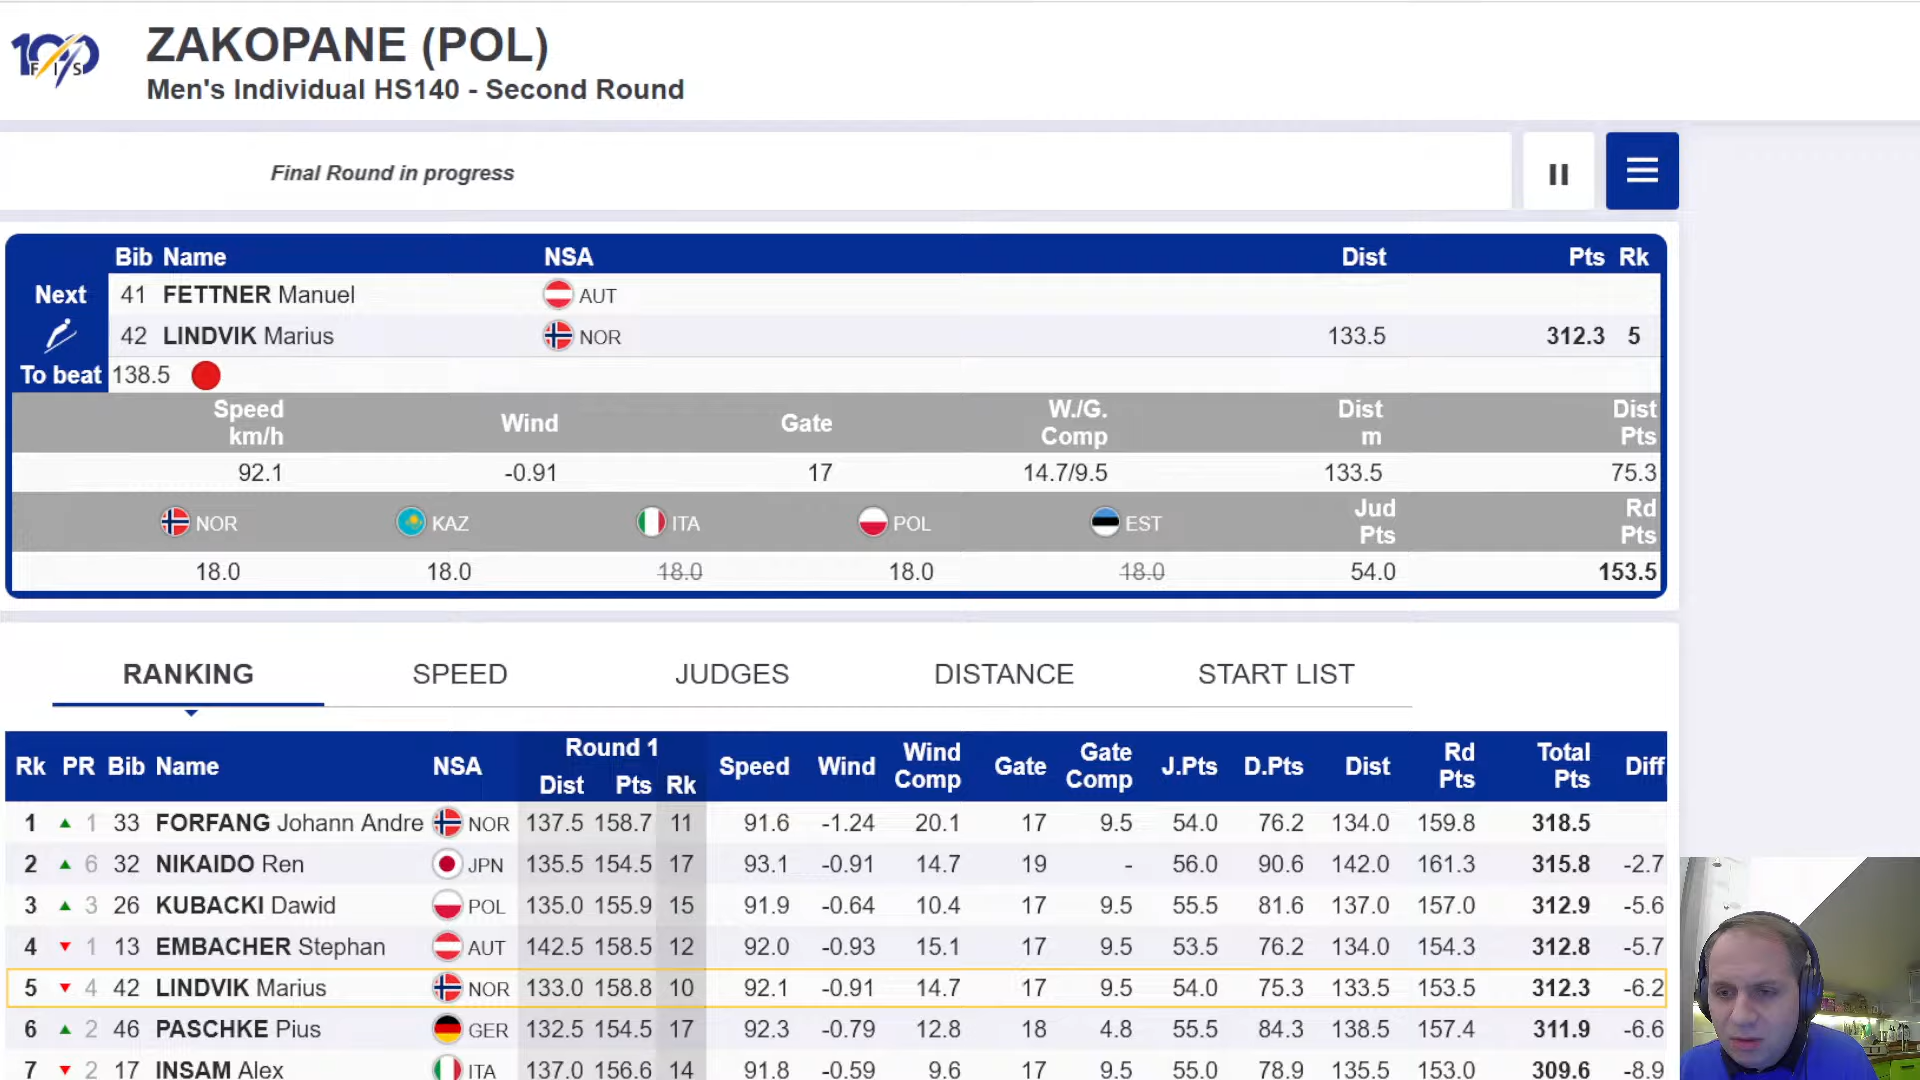 100 FIS
ZAKOPANE (POL)
Men's Individual HS140 - Second Round
Final Round in progress
Bib Name NSA Dist Pts Rk
Next 41 FETTNER Manuel AUT
42 LINDVIK Marius NOR 133.5 312.3 5
To beat 138.5
Speed km/h Wind Gate W./G. Comp Dist m Dist Pts
92.1 -0.91 17 14.7/9.5 133.5 75.3
NOR KAZ ITA POL EST Jud Pts Rd Pts
18.0 18.0 18.0 18.0 18.0 54.0 153.5
RANKING SPEED JUDGES DISTANCE START LIST
Rk PR Bib Name NSA Round 1 Dist Pts Rk Speed Wind Wind Comp Gate Gate Comp J.Pts D.Pts Dist Rd Pts Total Pts Diff
1 1 33 FORFANG Johann Andre NOR 137.5 158.7 11 91.6 -1.24 20.1 17 9.5 54.0 76.2 134.0 159.8 318.5
2 6 32 NIKAIDO Ren JPN 135.5 154.5 17 93.1 -0.91 14.7 19 - 56.0 90.6 142.0 161.3 315.8 -2.7
3 3 26 KUBACKI Dawid POL 135.0 155.9 15 91.9 -0.64 10.4 17 9.5 55.5 81.6 137.0 157.0 312.9 -5.6
4 1 13 EMBACHER Stephan AUT 142.5 158.5 12 92.0 -0.93 15.1 17 9.5 53.5 76.2 134.0 154.3 312.8 -5.7
5 4 42 LINDVIK Marius NOR 133.0 158.8 10 92.1 -0.91 14.7 17 9.5 54.0 75.3 133.5 153.5 312.3 -6.2
6 2 46 PASCHKE Pius GER 132.5 154.5 17 92.3 -0.79 12.8 18 4.8 55.5 84.3 138.5 157.4 311.9 -6.6
7 2 17 INSAM Alex ITA 137.0 156.6 14 91.8 -0.59 9.6 17 9.5 55.0 78.9 135.5 153.0 309.6 -8.9